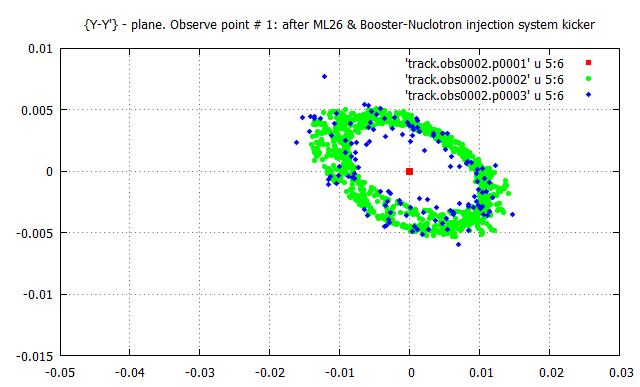 {Y-Y'} - plane. Observe point # 1: after ML26 & Booster-Nuclotron injection system kicker
0.01
'track.obs0002.p0001' u 5:6
'track.obs0002.p0002' u 5:6
'track.obs0002.p0003' u 5:6
0.005
0
-0.005
-0.01
-0.015
-0.05 -0.04 -0.03 -0.02 -0.01 0 0.01 0.02 0.03